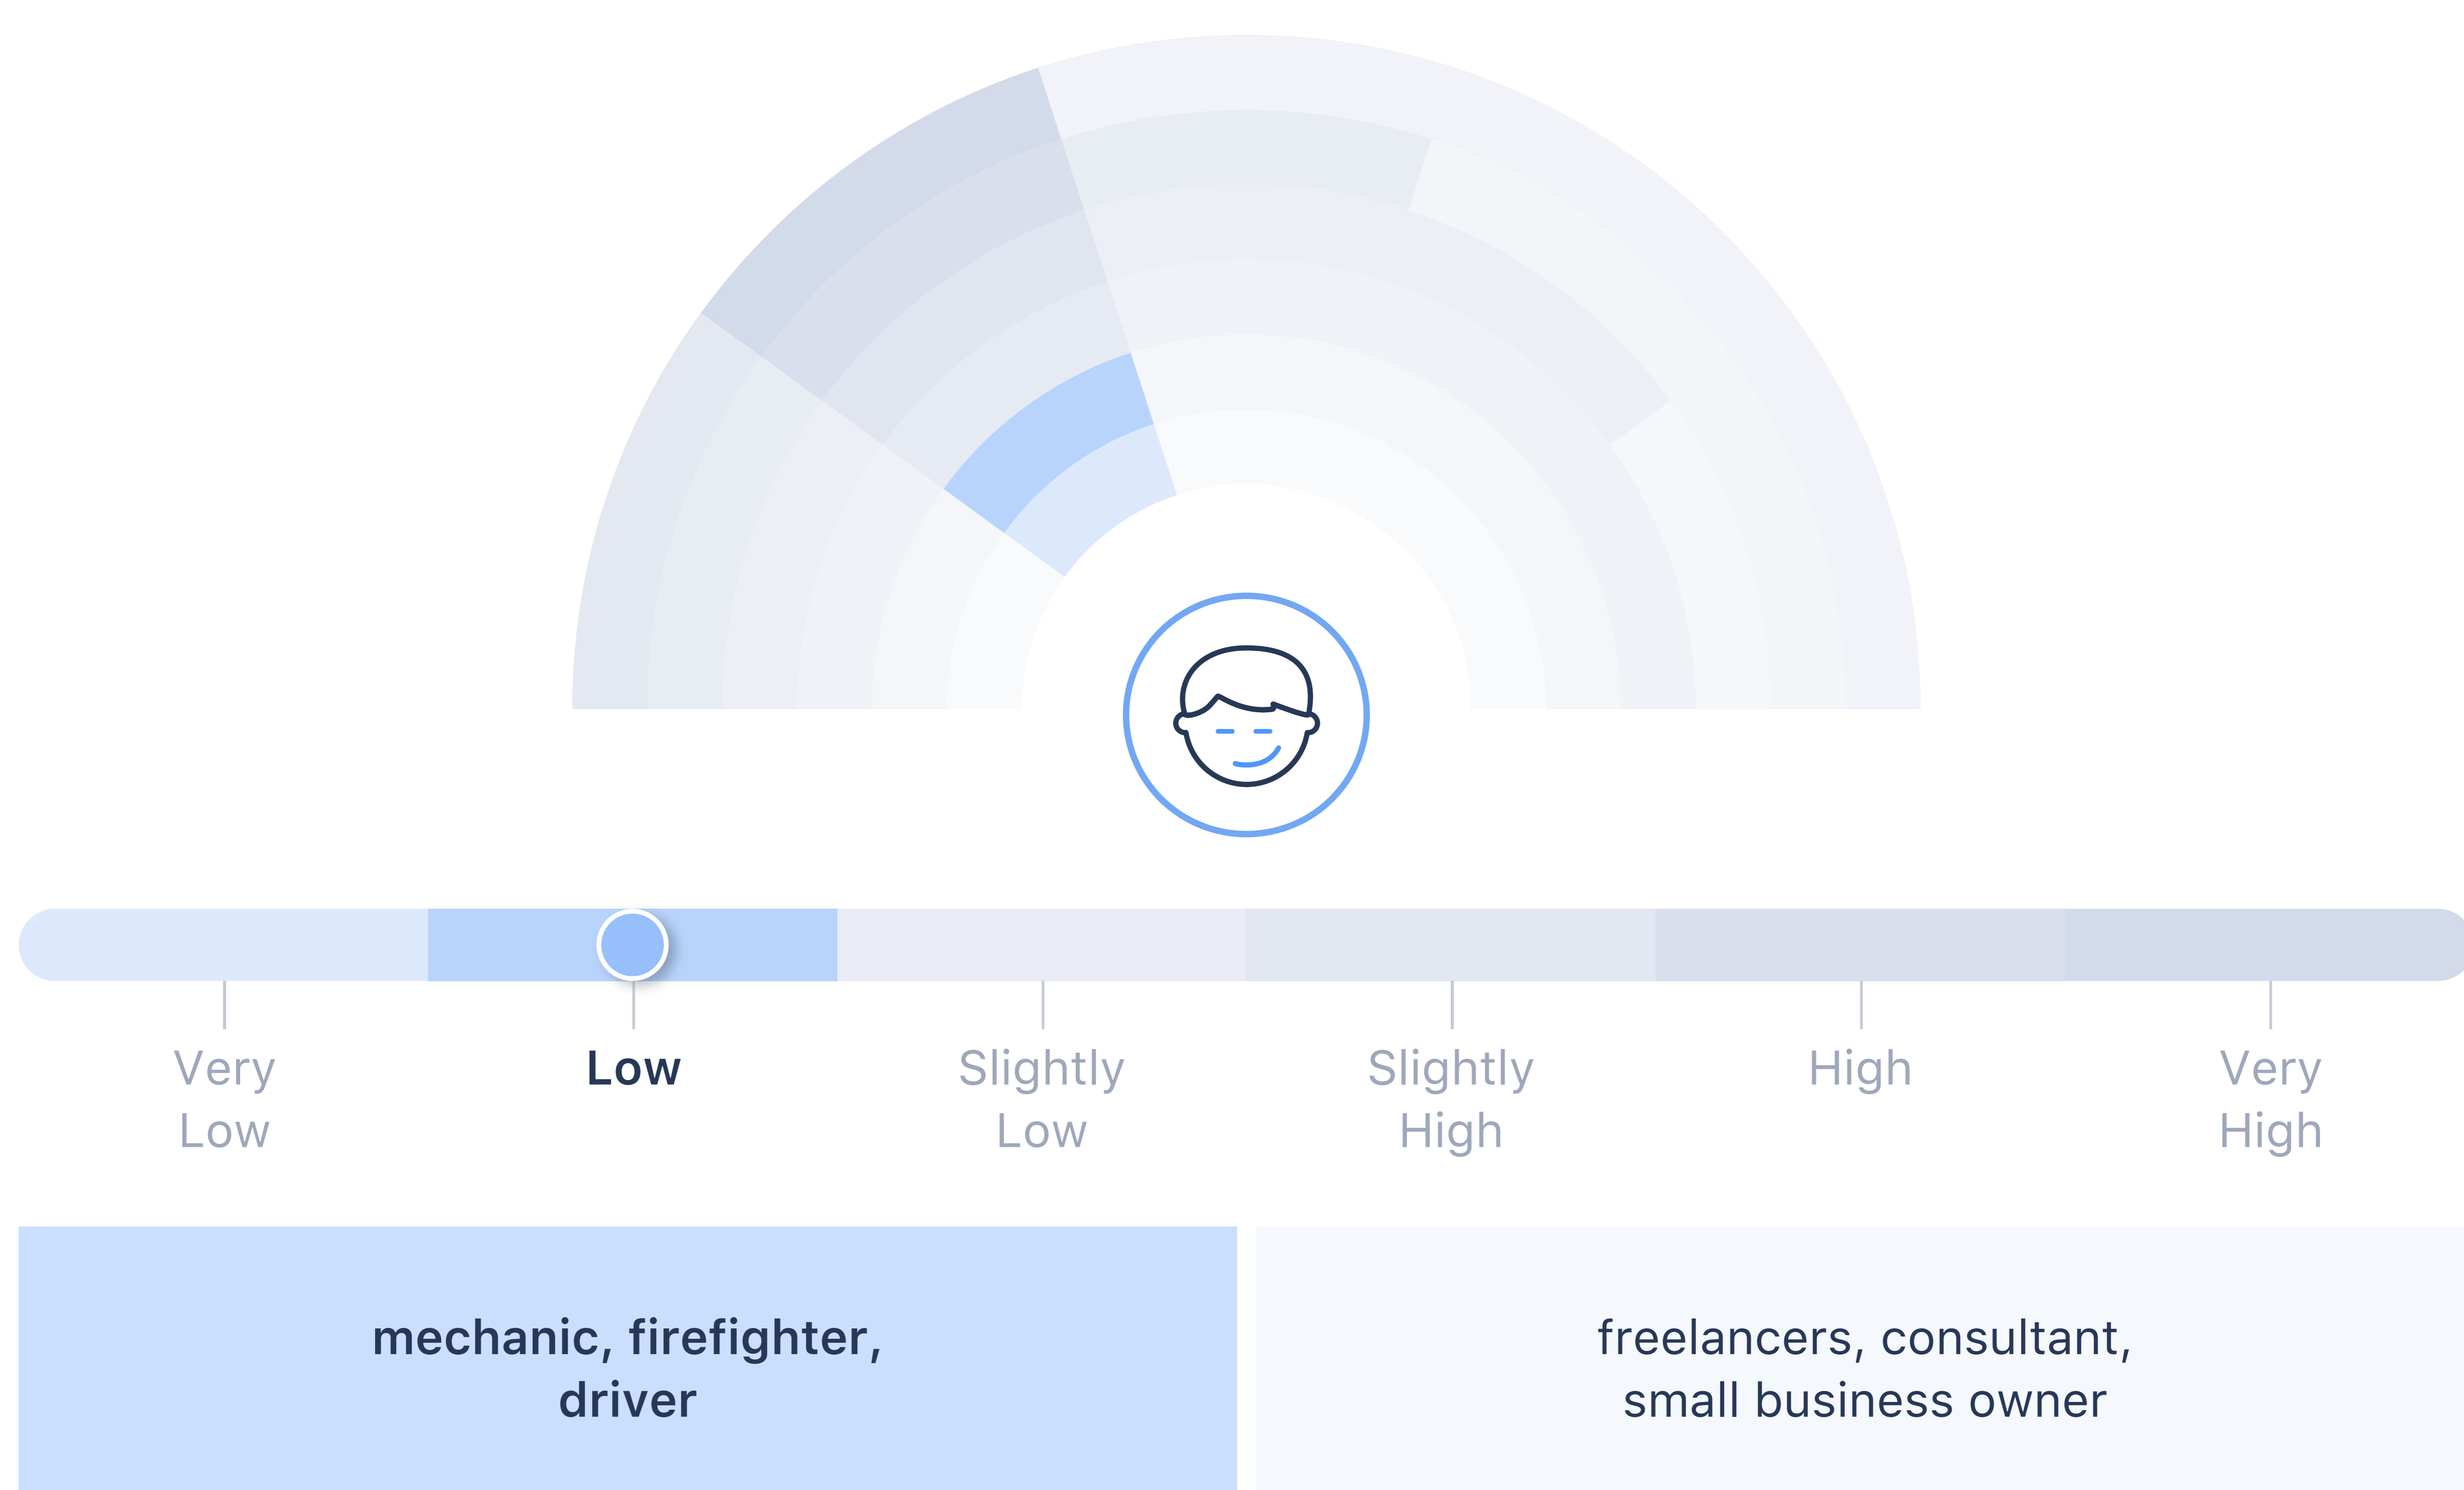 Very
Low
Low
Slightly
Low
Slightly
High
High
Very
High
mechanic, firefighter,
driver
freelancers, consultant,
small business owner